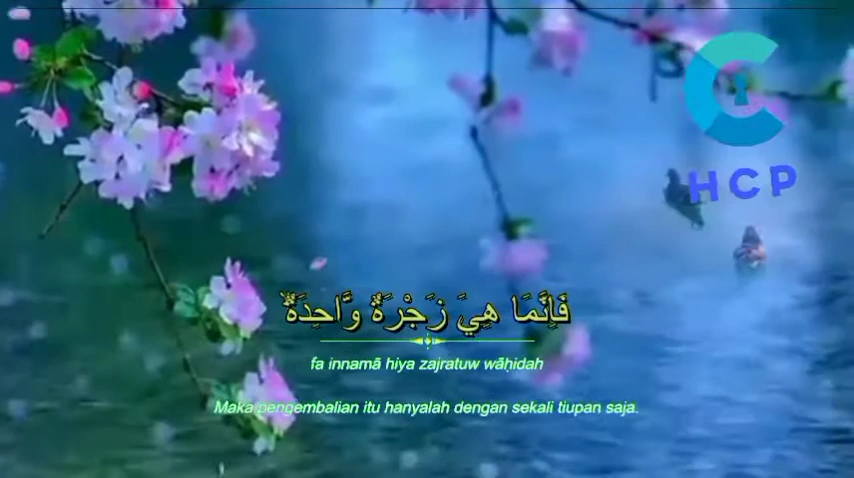 HCP
فَإِنَّمَا هِيَ زَجْرَةٌ وَّاحِدَةٌۙ
fa innamā hiya zajratuw wāḥidah
Maka pengembalian itu hanyalah dengan sekali tiupan saja.